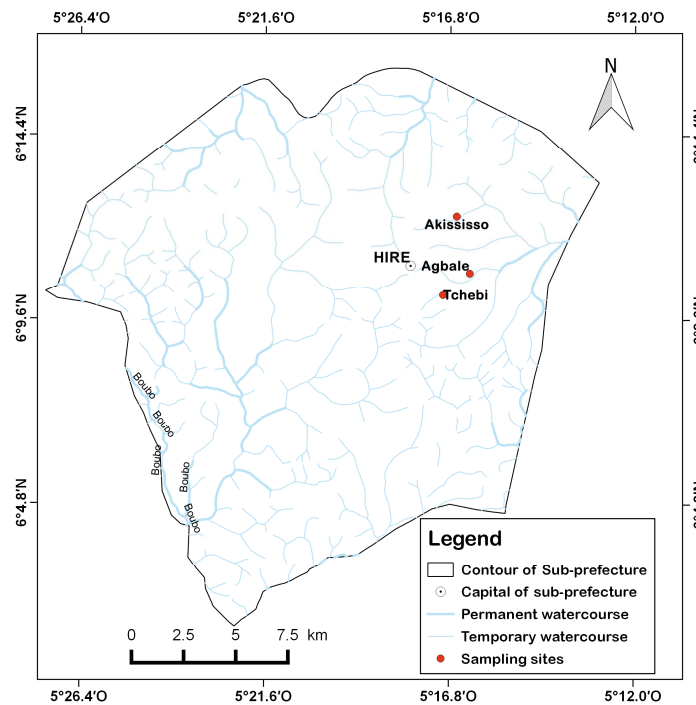 5°26.4'O 5°21.6'O 5°16.8'O 5°12.0'O
N
6°14.4'N
Akississo
HIRE Agbale
Tchebi
6°9.6'N
Boubo
Boubo
Boubo
Boubo
Boubo
6°4.8'N
Legend
Contour of Sub-prefecture
Capital of sub-prefecture
Permanent watercourse
Temporary watercourse
Sampling sites
0 2.5 5 7.5 km
5°26.4'O 5°21.6'O 5°16.8'O 5°12.0'O